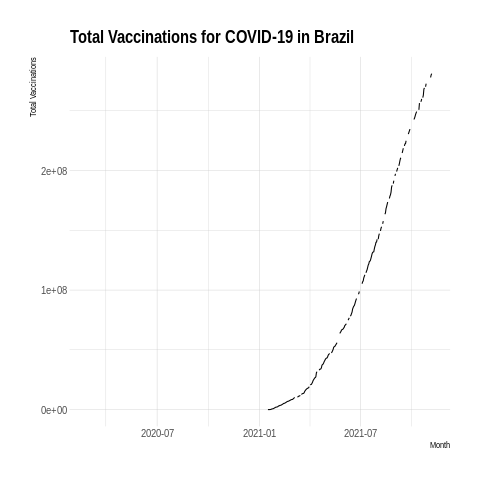 Total Vaccinations for COVID-19 in Brazil
Total Vaccinations
2e+08
1e+08
0e+00
2020-07 2021-01 2021-07
Month